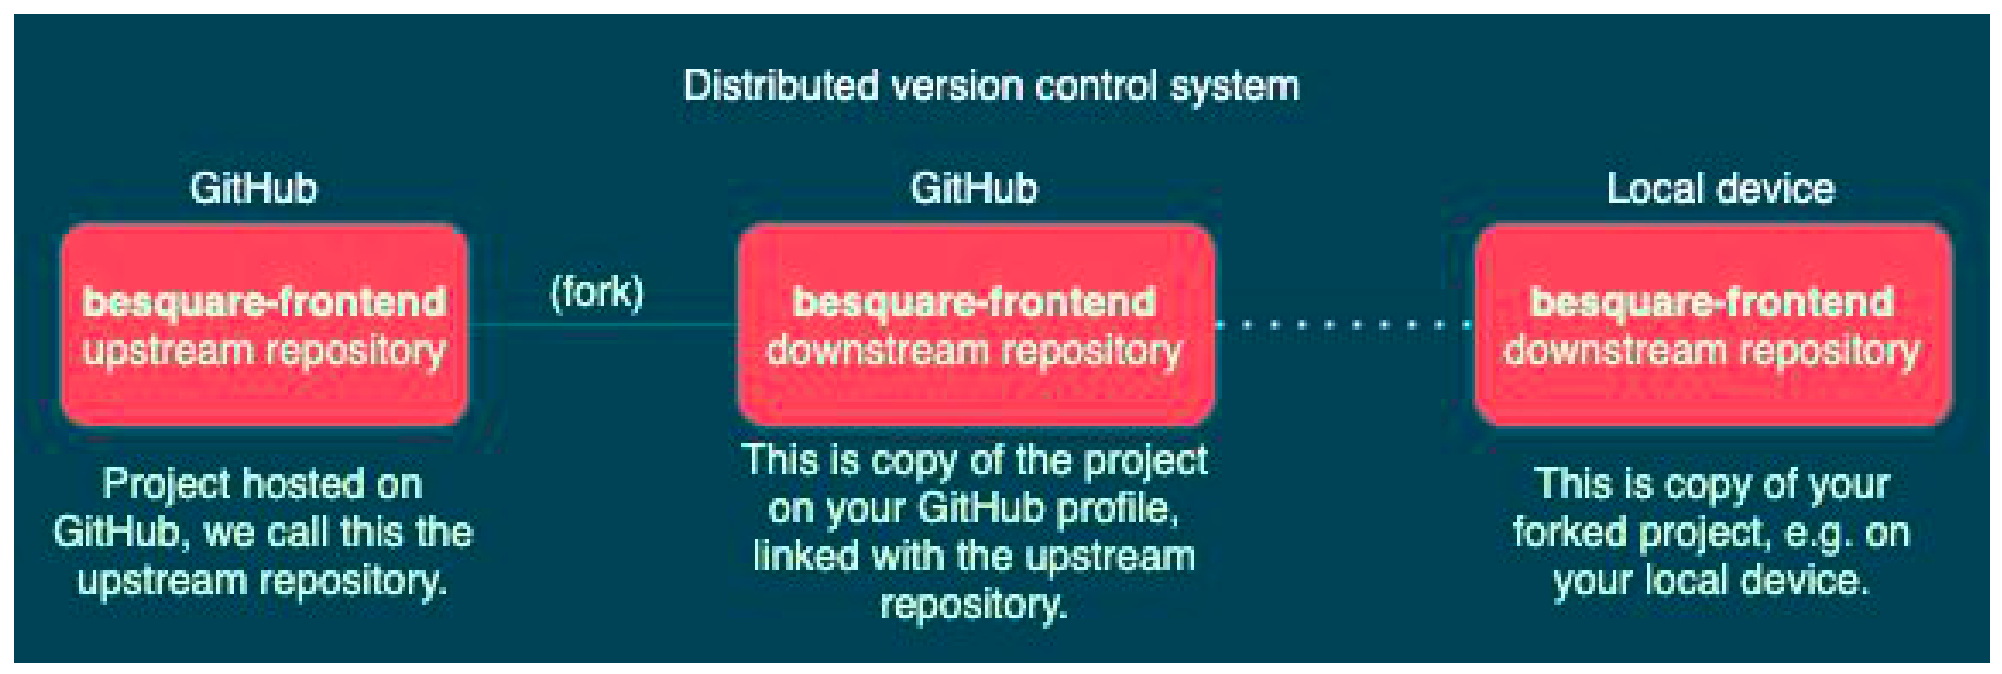 Distributed version control system
GitHub
GitHub
Local device
besquare-frontend
upstream repository
(fork)
besquare-frontend
downstream repository
besquare-frontend
downstream repository
Project hosted on
GitHub, we call this the
upstream repository.
This is copy of the project
on your GitHub profile,
linked with the upstream
repository.
This is copy of your
forked project, e.g. on
your local device.